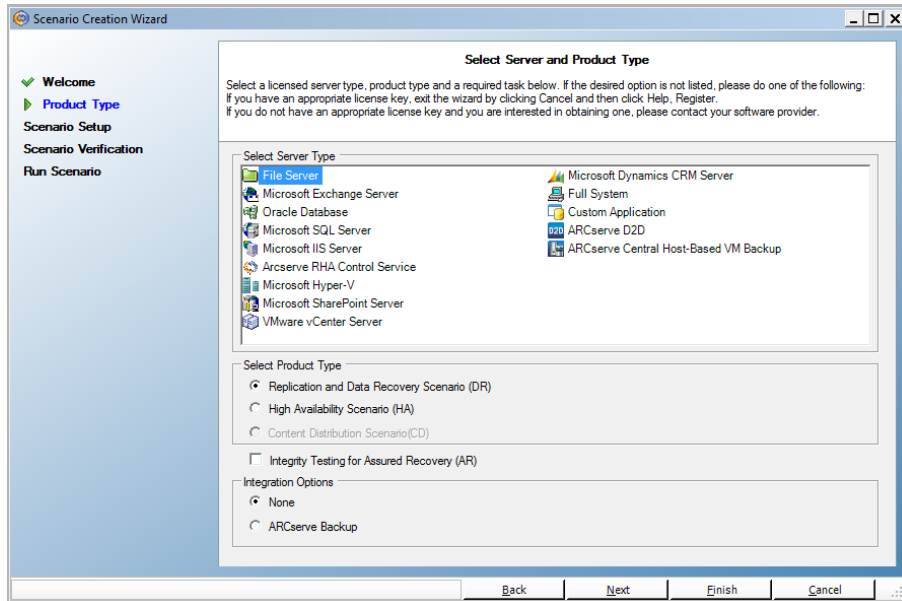 Scenario Creation Wizard
Welcome
Product Type
Scenario Setup
Scenario Verification
Run Scenario
Select Server and Product Type
Select a licensed server type, product type and a required task below. If the desired option is not listed, please do one of the following:
If you have an appropriate license key, exit the wizard by clicking Cancel and then click Help, Register.
If you do not have an appropriate license key and you are interested in obtaining one, please contact your software provider.
Select Server Type
File Server
Microsoft Exchange Server
Oracle Database
Microsoft SQL Server
Microsoft IIS Server
Arcserve RHA Control Service
Microsoft Hyper-V
Microsoft SharePoint Server
VMware vCenter Server
Microsoft Dynamics CRM Server
Full System
Custom Application
D2D ARCserve D2D
ARCserve Central Host-Based VM Backup
Select Product Type
Replication and Data Recovery Scenario (DR)
High Availability Scenario (HA)
Content Distribution Scenario(CD)
Integrity Testing for Assured Recovery (AR)
Integration Options
None
ARCserve Backup
Back
Next
Finish
Cancel